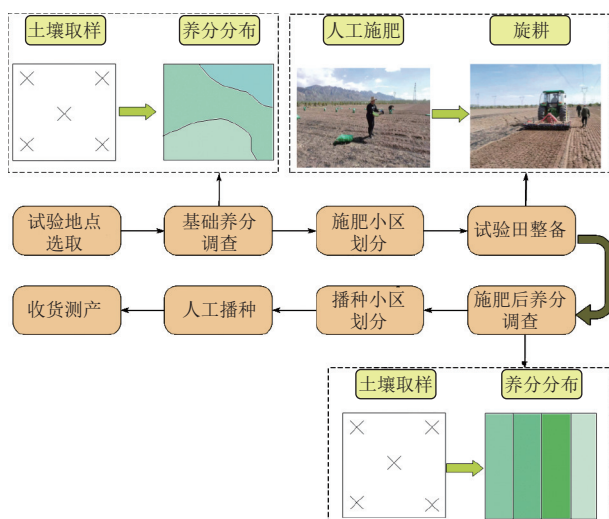 土壤取样
养分分布
人工施肥
旋耕
试验地点
选取
基础养分
调查
施肥小区
划分
试验田整备
收货测产
人工播种
播种小区
划分
施肥后养分
调查
土壤取样
养分分布